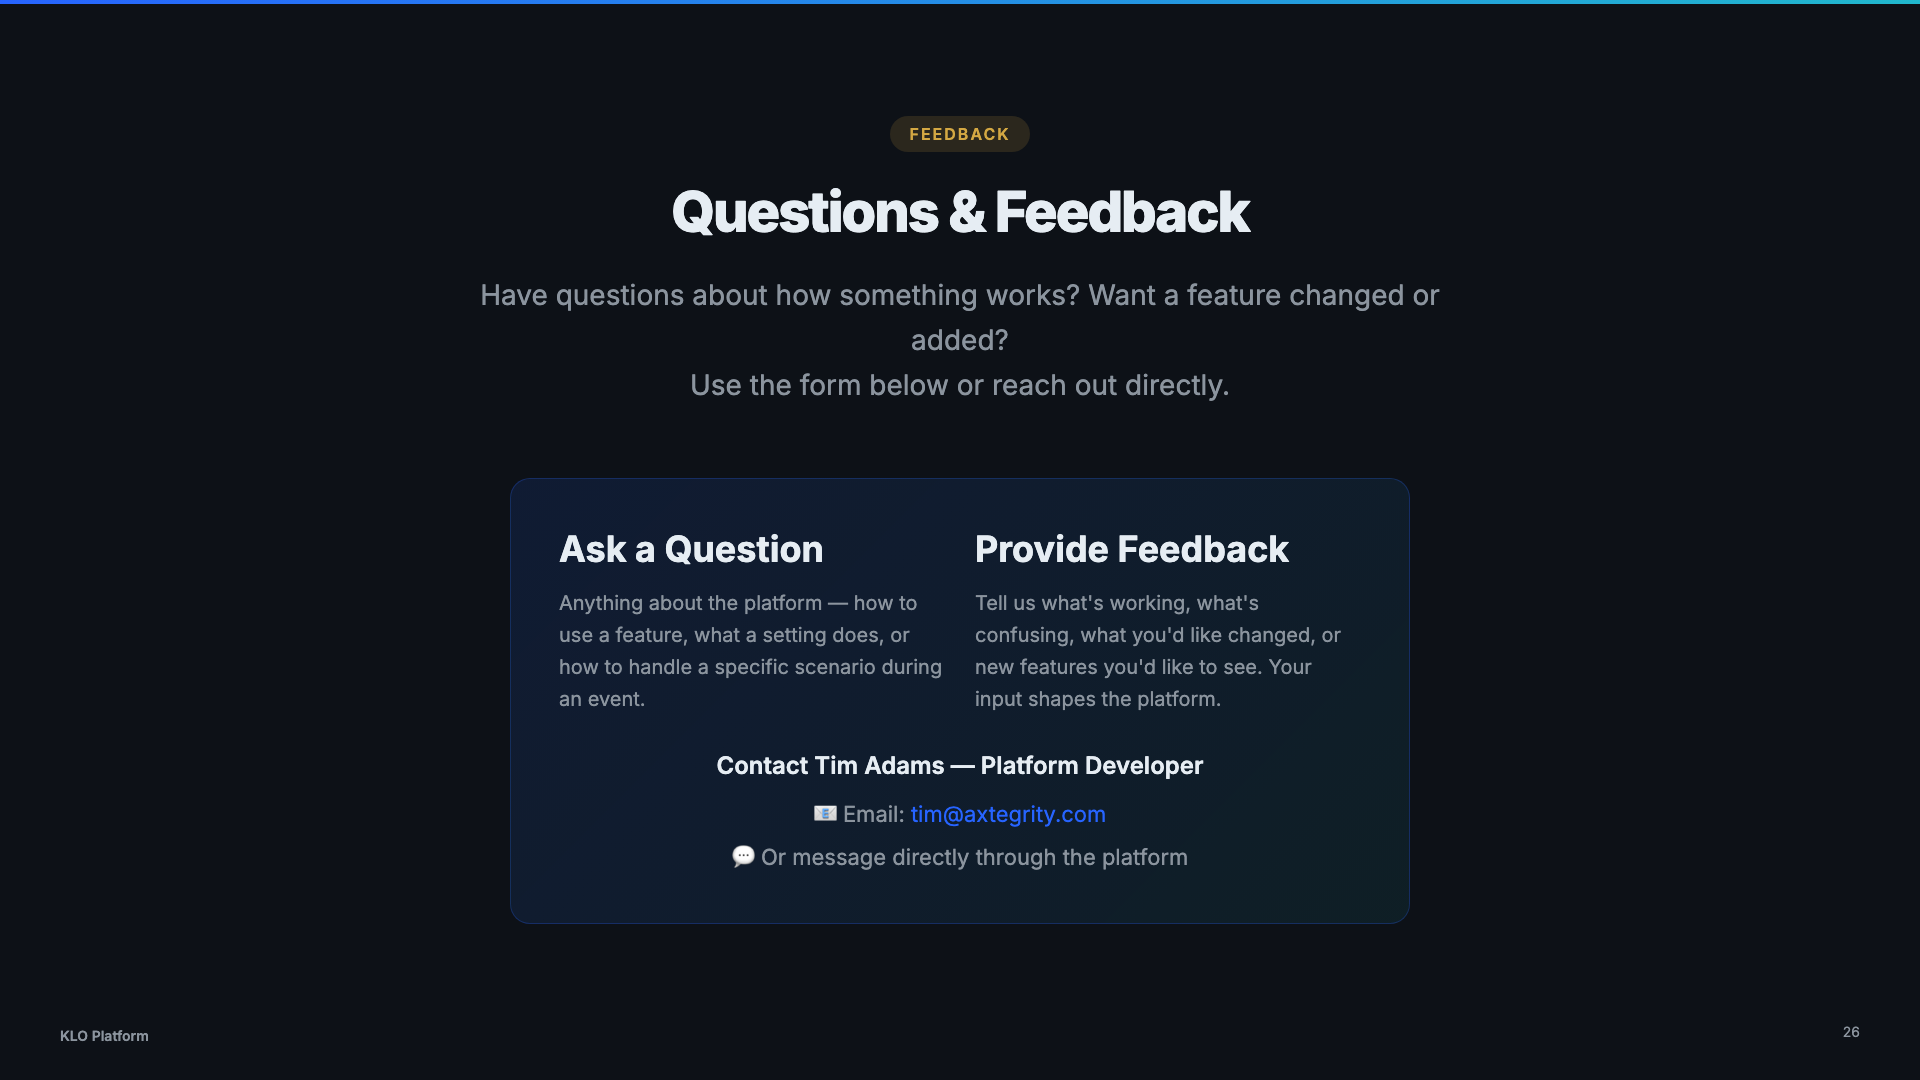 FEEDBACK
Questions & Feedback
Have questions about how something works? Want a feature changed or
added?
Use the form below or reach out directly.
Ask a Question
Anything about the platform — how to
use a feature, what a setting does, or
how to handle a specific scenario during
an event.
Provide Feedback
Tell us what's working, what's
confusing, what you'd like changed, or
new features you'd like to see. Your
input shapes the platform.
Contact Tim Adams — Platform Developer
📧 Email: tim@axtegrity.com
💬 Or message directly through the platform
KLO Platform
26